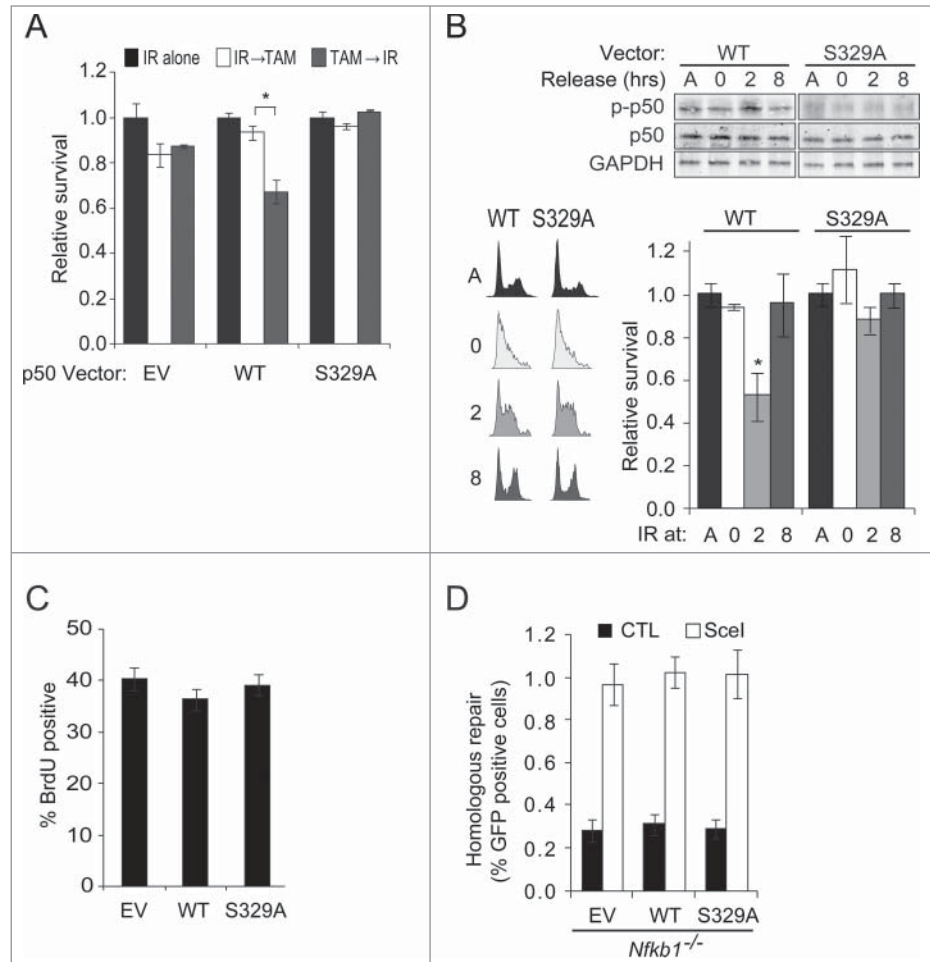 A
IR alone IR→TAM TAM→IR
1.2
1.0
0.8
0.6
0.4
0.2
0.0
Relative survival
*
p50 Vector: EV WT S329A
B
Vector: WT S329A
Release (hrs) A 0 2 8 A 0 2 8
p-p50
p50
GAPDH
WT S329A
A
0
2
8
WT S329A
1.2
1.0
0.8
0.6
0.4
0.2
0.0
Relative survival
*
IR at: A 0 2 8 A 0 2 8
C
50
40
30
20
10
0
% BrdU positive
EV WT S329A
D
CTL SceI
1.2
1.0
0.8
0.6
0.4
0.2
0.0
Homologous repair
(% GFP positive cells)
EV WT S329A
Nfkb1-/-